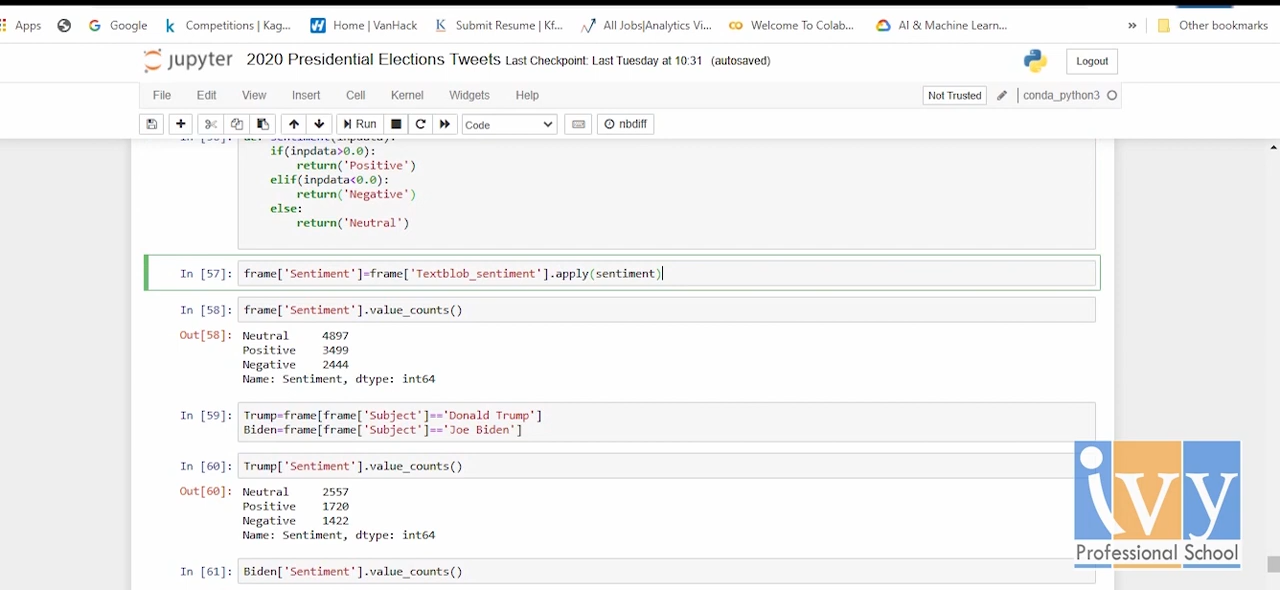 Apps Google Competitions | Kag... Home | VanHack Submit Resume | Kf... All Jobs|Analytics Vi... Welcome To Colab... AI & Machine Learn... » Other bookmarks
jupyter 2020 Presidential Elections Tweets Last Checkpoint: Last Tuesday at 10:31 (autosaved) Logout
File Edit View Insert Cell Kernel Widgets Help Not Trusted conda_python3
Run Code nbdiff
if(inpdata>0.0):
return('Positive')
elif(inpdata<0.0):
return('Negative')
else:
return('Neutral')
In [57]: frame['Sentiment']=frame['Textblob_sentiment'].apply(sentiment)
In [58]: frame['Sentiment'].value_counts()
Out[58]: Neutral 4897
Positive 3499
Negative 2444
Name: Sentiment, dtype: int64
In [59]: Trump=frame[frame['Subject']=='Donald Trump']
Biden=frame[frame['Subject']=='Joe Biden']
In [60]: Trump['Sentiment'].value_counts()
Out[60]: Neutral 2557
Positive 1720
Negative 1422
Name: Sentiment, dtype: int64
In [61]: Biden['Sentiment'].value_counts()
ivy
Professional School